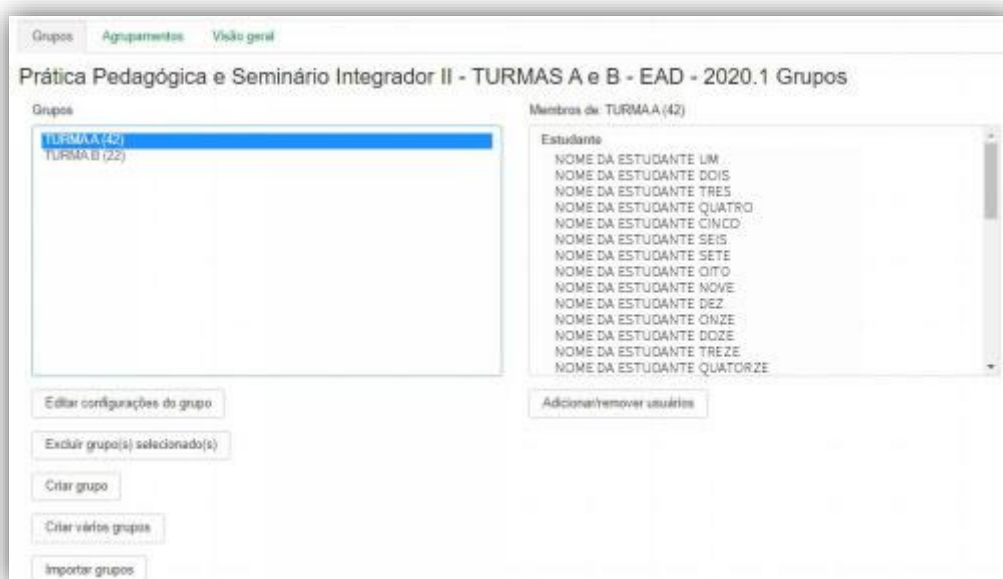 Grupos Agrupamentos Visão geral
Prática Pedagógica e Seminário Integrador II - TURMAS A e B - EAD - 2020.1 Grupos
Grupos
TURMA A (42)
TURMA B (22)
Editar configurações do grupo
Excluir grupo(s) selecionado(s)
Criar grupo
Criar vários grupos
Importar grupos
Membros de: TURMA A (42)
Estudante
NOME DA ESTUDANTE UM
NOME DA ESTUDANTE DOIS
NOME DA ESTUDANTE TRES
NOME DA ESTUDANTE QUATRO
NOME DA ESTUDANTE CINCO
NOME DA ESTUDANTE SEIS
NOME DA ESTUDANTE SETE
NOME DA ESTUDANTE OITO
NOME DA ESTUDANTE NOVE
NOME DA ESTUDANTE DEZ
NOME DA ESTUDANTE ONZE
NOME DA ESTUDANTE DOZE
NOME DA ESTUDANTE TREZE
NOME DA ESTUDANTE QUATORZE
Adicionar/remover usuários